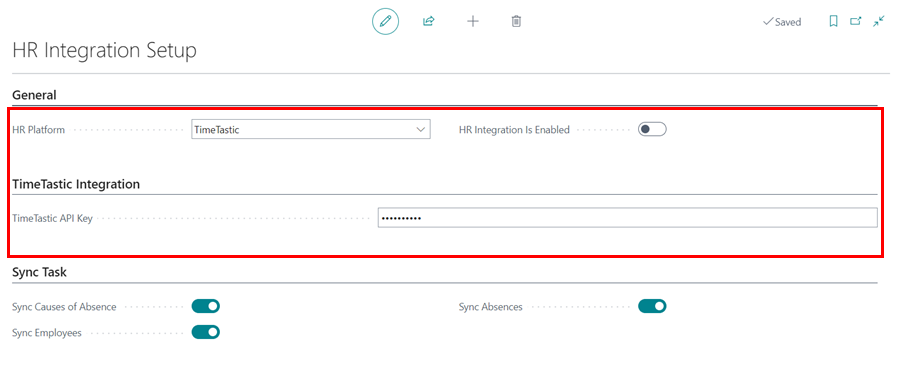 Saved
HR Integration Setup
General
HR Platform TimeTastic HR Integration Is Enabled
TimeTastic Integration
TimeTastic API Key ••••••••••
Sync Task
Sync Causes of Absence Sync Absences
Sync Employees